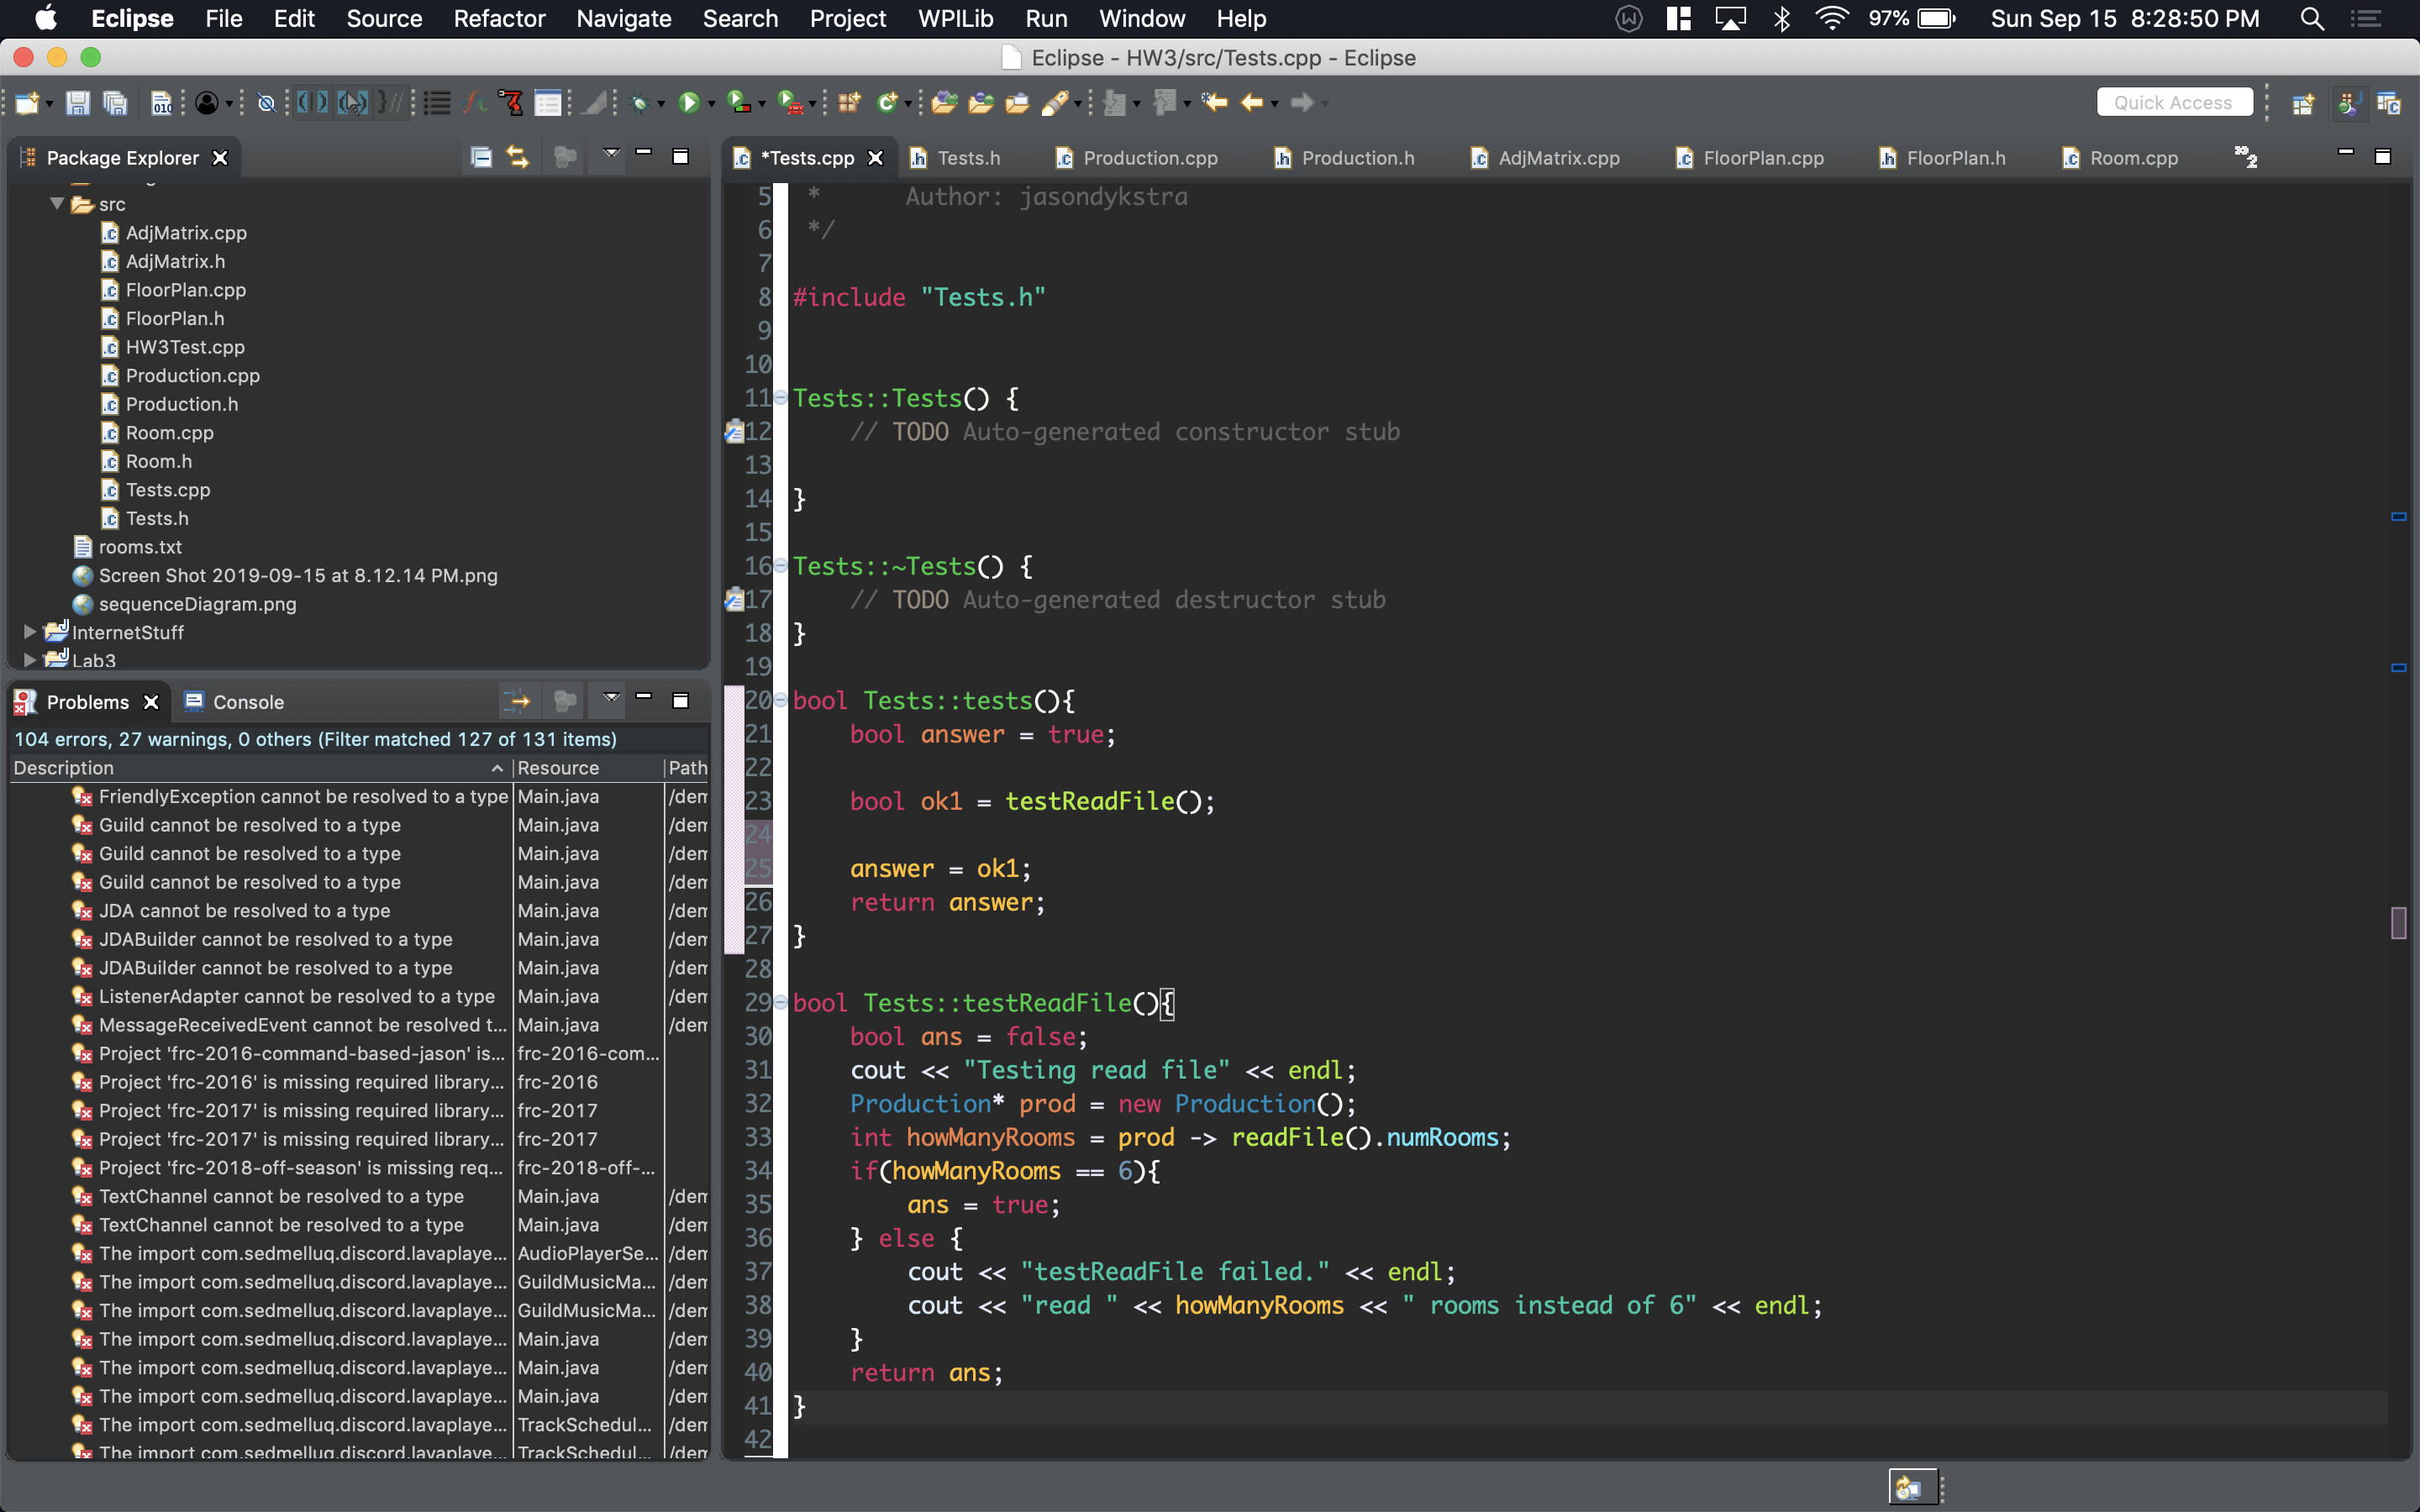 Eclipse File Edit Source Refactor Navigate Search Project WPILib Run Window Help 97% Sun Sep 15 8:28:50 PM
Eclipse - HW3/src/Tests.cpp - Eclipse
Quick Access
Package Explorer
src
AdjMatrix.cpp
AdjMatrix.h
FloorPlan.cpp
FloorPlan.h
HW3Test.cpp
Production.cpp
Production.h
Room.cpp
Room.h
Tests.cpp
Tests.h
rooms.txt
Screen Shot 2019-09-15 at 8.12.14 PM.png
sequenceDiagram.png
InternetStuff
Lab3
Problems Console
104 errors, 27 warnings, 0 others (Filter matched 127 of 131 items)
Description Resource Path
FriendlyException cannot be resolved to a type Main.java /dem
Guild cannot be resolved to a type Main.java /dem
Guild cannot be resolved to a type Main.java /dem
Guild cannot be resolved to a type Main.java /dem
JDA cannot be resolved to a type Main.java /dem
JDABuilder cannot be resolved to a type Main.java /dem
JDABuilder cannot be resolved to a type Main.java /dem
ListenerAdapter cannot be resolved to a type Main.java /dem
MessageReceivedEvent cannot be resolved t... Main.java /dem
Project 'frc-2016-command-based-jason' is... frc-2016-com...
Project 'frc-2016' is missing required library... frc-2016
Project 'frc-2017' is missing required library... frc-2017
Project 'frc-2017' is missing required library... frc-2017
Project 'frc-2018-off-season' is missing req... frc-2018-off-...
TextChannel cannot be resolved to a type Main.java /dem
TextChannel cannot be resolved to a type Main.java /dem
The import com.sedmelluq.discord.lavaplaye... AudioPlayerSe... /dem
The import com.sedmelluq.discord.lavaplaye... GuildMusicMa... /dem
The import com.sedmelluq.discord.lavaplaye... GuildMusicMa... /dem
The import com.sedmelluq.discord.lavaplaye... Main.java /dem
The import com.sedmelluq.discord.lavaplaye... Main.java /dem
The import com.sedmelluq.discord.lavaplaye... Main.java /dem
The import com.sedmelluq.discord.lavaplaye... TrackSchedul... /dem
The import com.sedmelluq.discord.lavaplaye... TrackSchedul... /dem
*Tests.cpp Tests.h Production.cpp Production.h AdjMatrix.cpp FloorPlan.cpp FloorPlan.h Room.cpp »2
5  *      Author: jasondykstra
6  */
7
8 #include "Tests.h"
9
10
11 Tests::Tests() {
12     // TODO Auto-generated constructor stub
13
14 }
15
16 Tests::~Tests() {
17     // TODO Auto-generated destructor stub
18 }
19
20 bool Tests::tests(){
21     bool answer = true;
22
23     bool ok1 = testReadFile();
24
25     answer = ok1;
26     return answer;
27 }
28
29 bool Tests::testReadFile(){
30     bool ans = false;
31     cout << "Testing read file" << endl;
32     Production* prod = new Production();
33     int howManyRooms = prod -> readFile().numRooms;
34     if(howManyRooms == 6){
35         ans = true;
36     } else {
37         cout << "testReadFile failed." << endl;
38         cout << "read " << howManyRooms << " rooms instead of 6" << endl;
39     }
40     return ans;
41 }
42